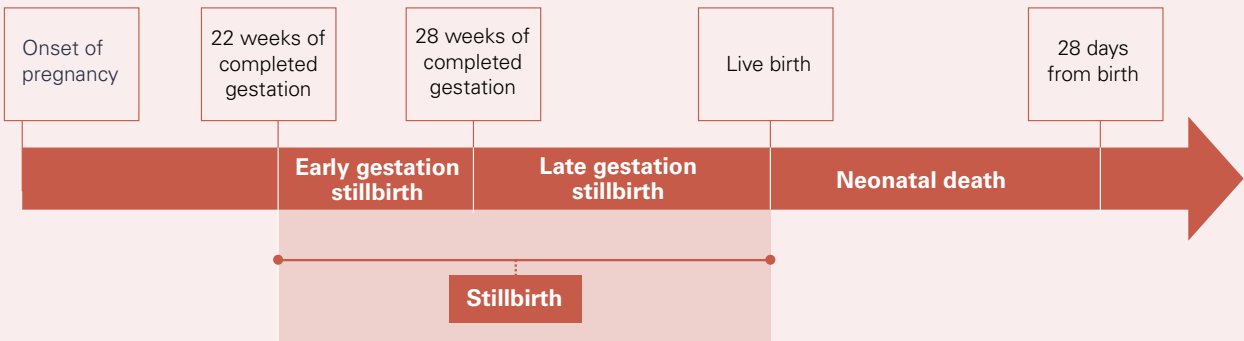 Onset of
pregnancy
22 weeks of
completed
gestation
28 weeks of
completed
gestation
Live birth
28 days
from birth
Early gestation
stillbirth
Late gestation
stillbirth
Neonatal death
Stillbirth